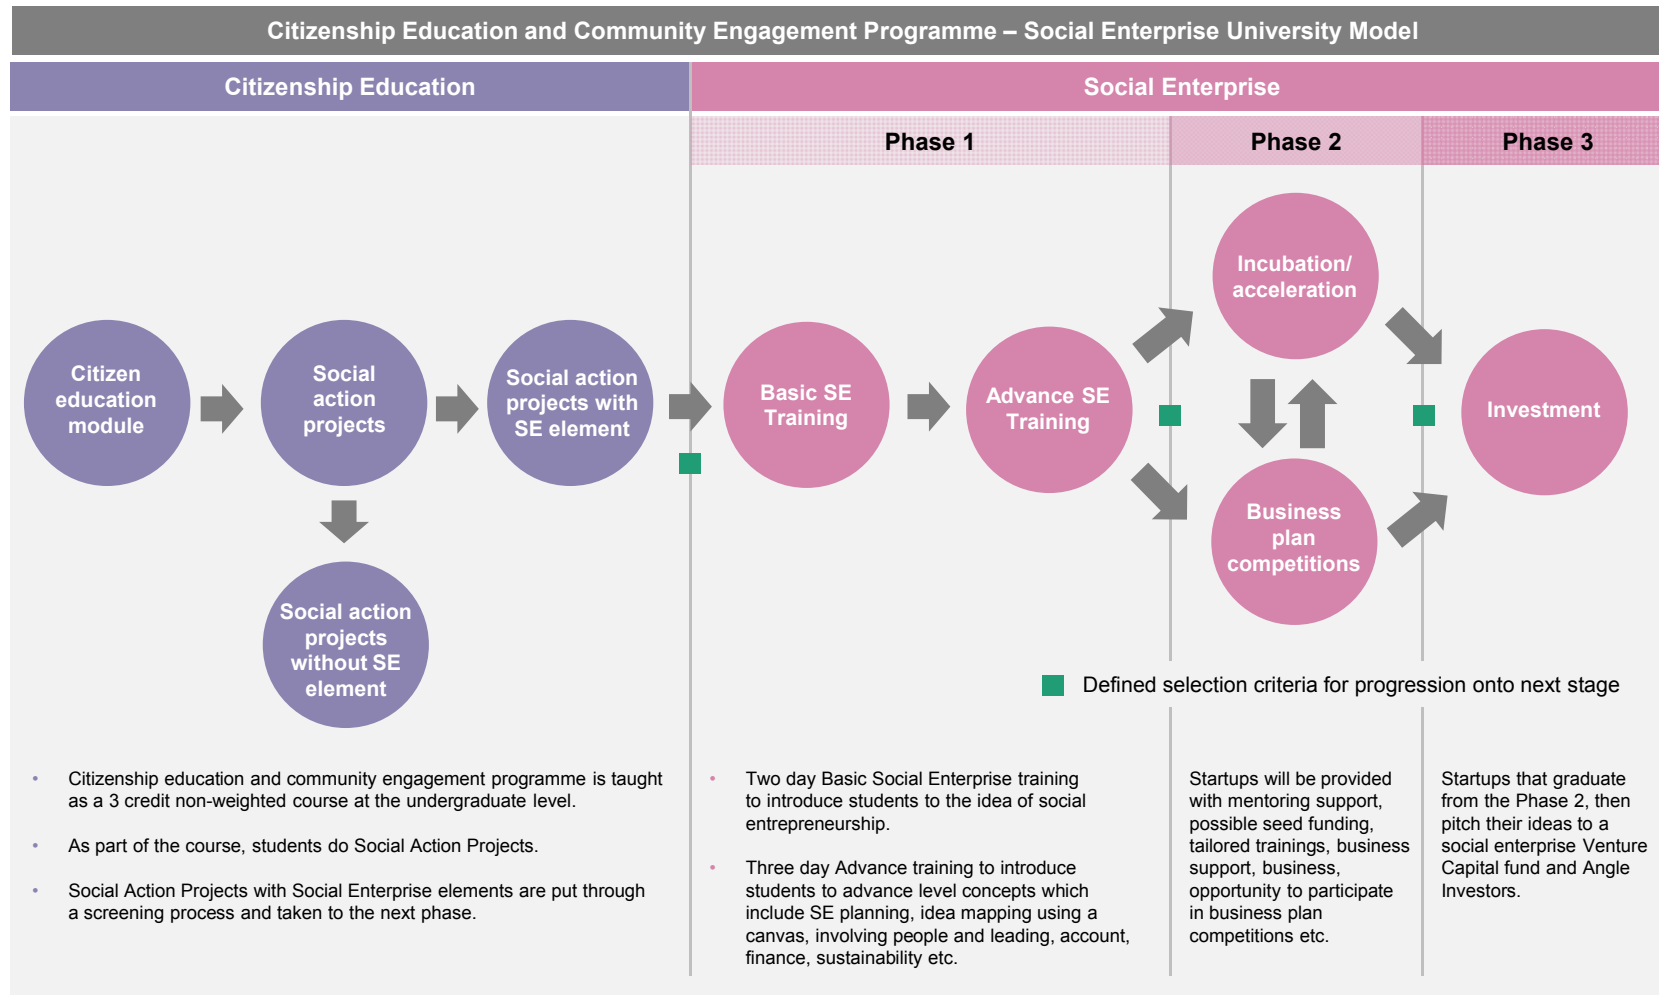 Citizenship Education and Community Engagement Programme – Social Enterprise University Model
Citizenship Education
Social Enterprise
Phase 1
Phase 2
Phase 3
Citizen
education
module
Social
action
projects
Social action
projects with
SE element
Social action
projects
without SE
element
Basic SE
Training
Advance SE
Training
Incubation/
acceleration
Business
plan
competitions
Investment
Defined selection criteria for progression onto next stage
• Citizenship education and community engagement programme is taught
as a 3 credit non-weighted course at the undergraduate level.
• As part of the course, students do Social Action Projects.
• Social Action Projects with Social Enterprise elements are put through
a screening process and taken to the next phase.
• Two day Basic Social Enterprise training
to introduce students to the idea of social
entrepreneurship.
• Three day Advance training to introduce
students to advance level concepts which
include SE planning, idea mapping using a
canvas, involving people and leading, account,
finance, sustainability etc.
Startups will be provided
with mentoring support,
possible seed funding,
tailored trainings, business
support, business,
opportunity to participate
in business plan
competitions etc.
Startups that graduate
from the Phase 2, then
pitch their ideas to a
social enterprise Venture
Capital fund and Angle
Investors.